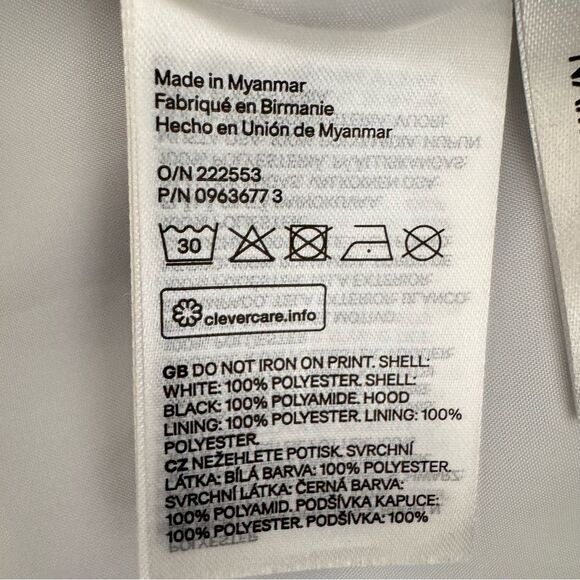 Made in Myanmar
Fabriqué en Birmanie
Hecho en Unión de Myanmar
O/N 222553
P/N 0963677 3
30
clevercare.info
GB DO NOT IRON ON PRINT. SHELL:
WHITE: 100% POLYESTER. SHELL:
BLACK: 100% POLYAMIDE. HOOD
LINING: 100% POLYESTER. LINING: 100%
POLYESTER.
CZ NEŽEHLETE POTISK. SVRCHNÍ
LÁTKA: BÍLÁ BARVA: 100% POLYESTER.
SVRCHNÍ LÁTKA: ČERNÁ BARVA:
100% POLYAMID. PODŠÍVKA KAPUCE:
100% POLYESTER. PODŠÍVKA: 100%